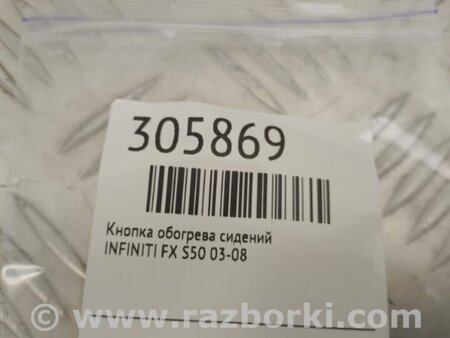 305869
Кнопка обогрева сидений
INFINITI FX S50 03-08
© www.razborki.com